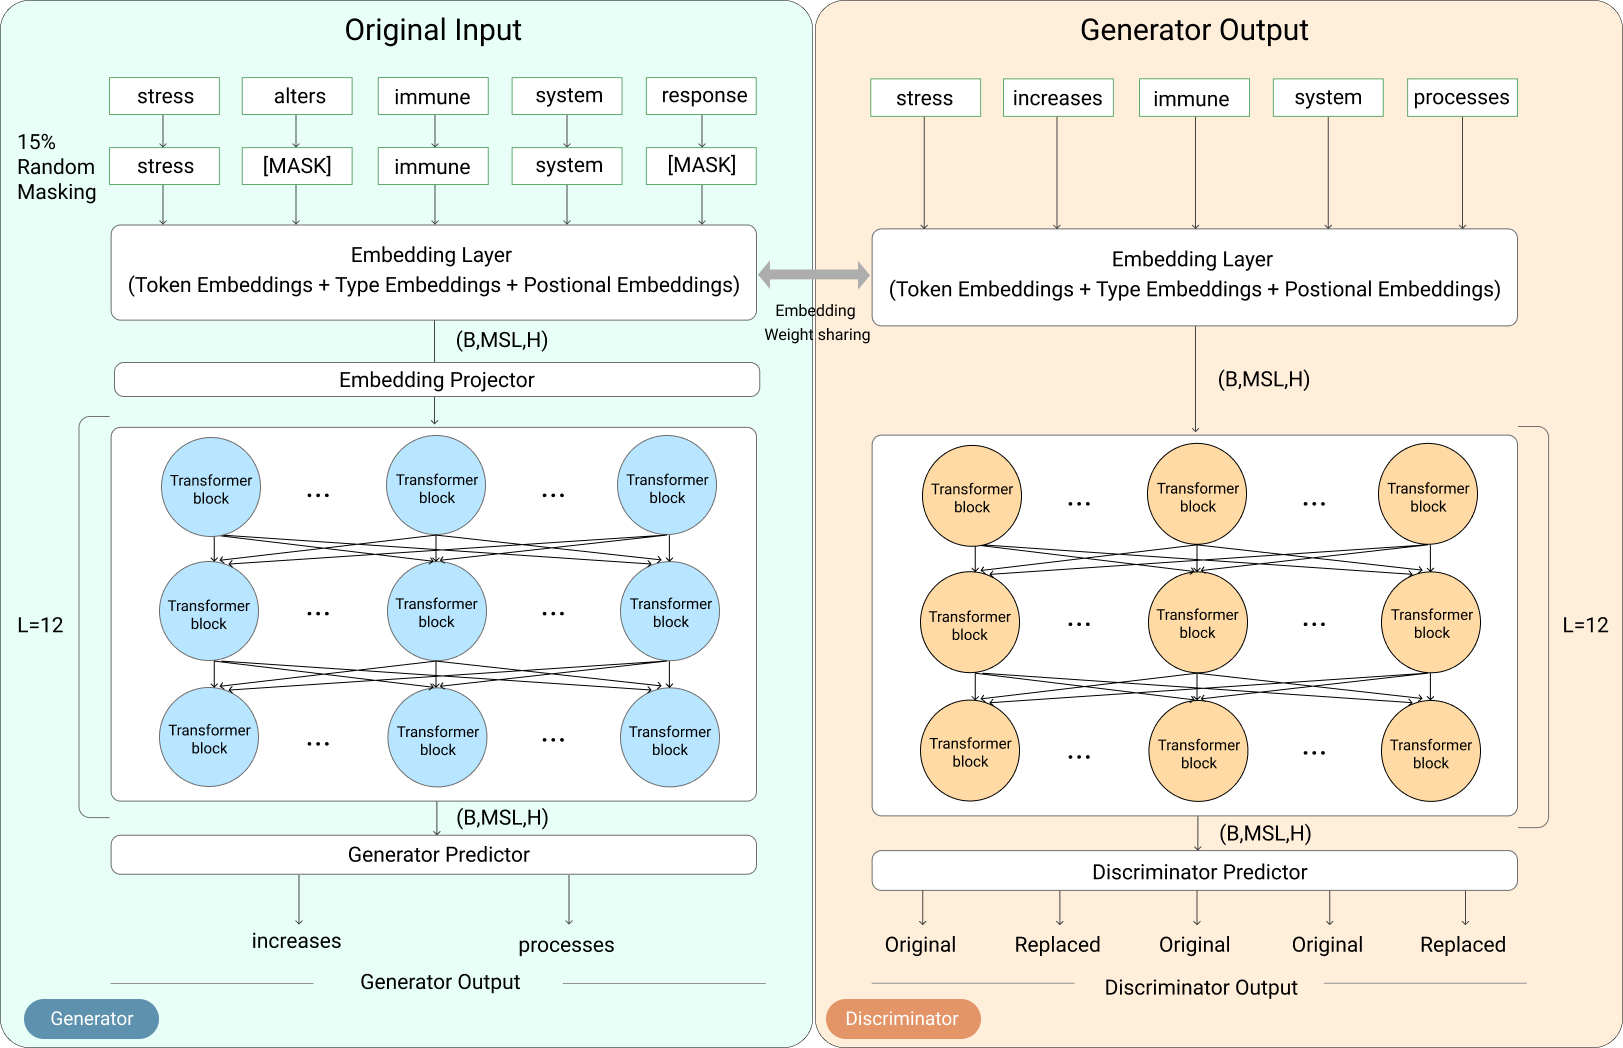 Original Input
stress alters immune system response
15%
Random
Masking
stress [MASK] immune system [MASK]
Embedding Layer
(Token Embeddings + Type Embeddings + Postional Embeddings)
(B,MSL,H)
Embedding Projector
L=12
Transformer
block
...
Transformer
block
...
Transformer
block
Transformer
block
...
Transformer
block
...
Transformer
block
Transformer
block
...
Transformer
block
...
Transformer
block
(B,MSL,H)
Generator Predictor
increases
processes
Generator Output
Generator
Embedding
Weight sharing
Generator Output
stress increases immune system processes
Embedding Layer
(Token Embeddings + Type Embeddings + Postional Embeddings)
(B,MSL,H)
Transformer
block
...
Transformer
block
...
Transformer
block
Transformer
block
...
Transformer
block
...
Transformer
block
Transformer
block
...
Transformer
block
...
Transformer
block
L=12
(B,MSL,H)
Discriminator Predictor
Original Replaced Original Original Replaced
Discriminator Output
Discriminator